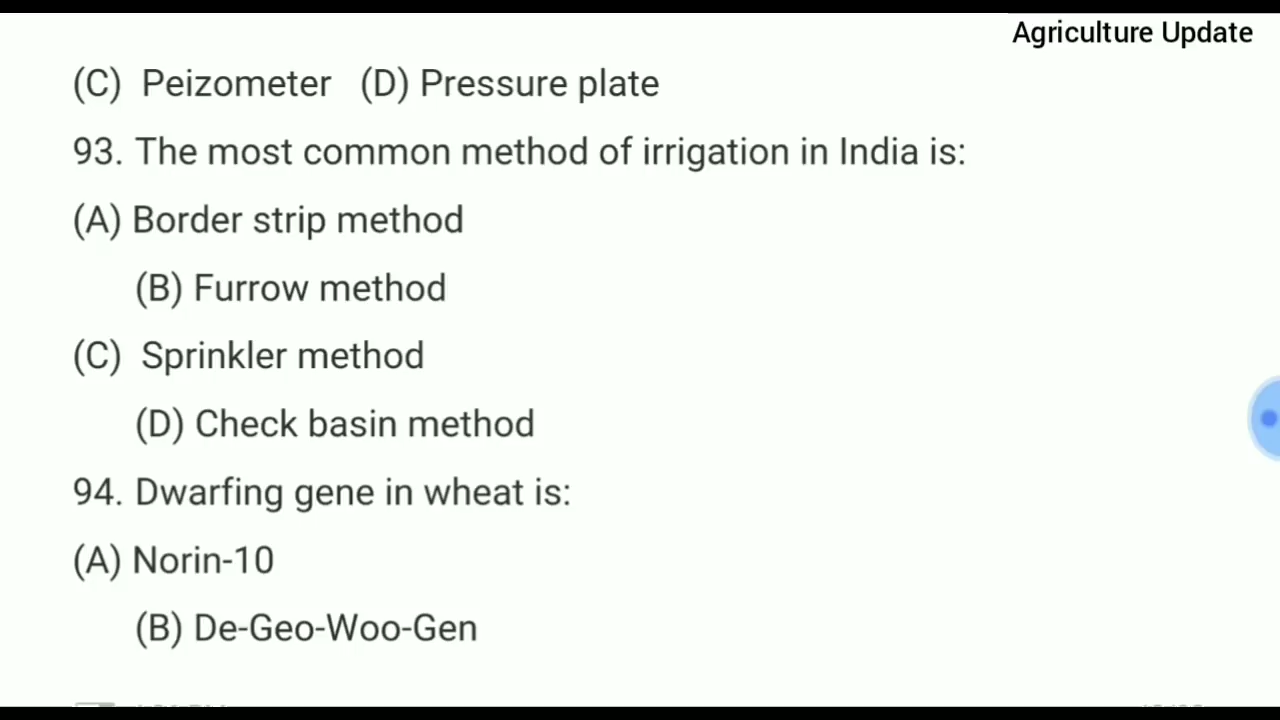 Agriculture Update
(C) Peizometer (D) Pressure plate
93. The most common method of irrigation in India is:
(A) Border strip method
(B) Furrow method
(C) Sprinkler method
(D) Check basin method
94. Dwarfing gene in wheat is:
(A) Norin-10
(B) De-Geo-Woo-Gen